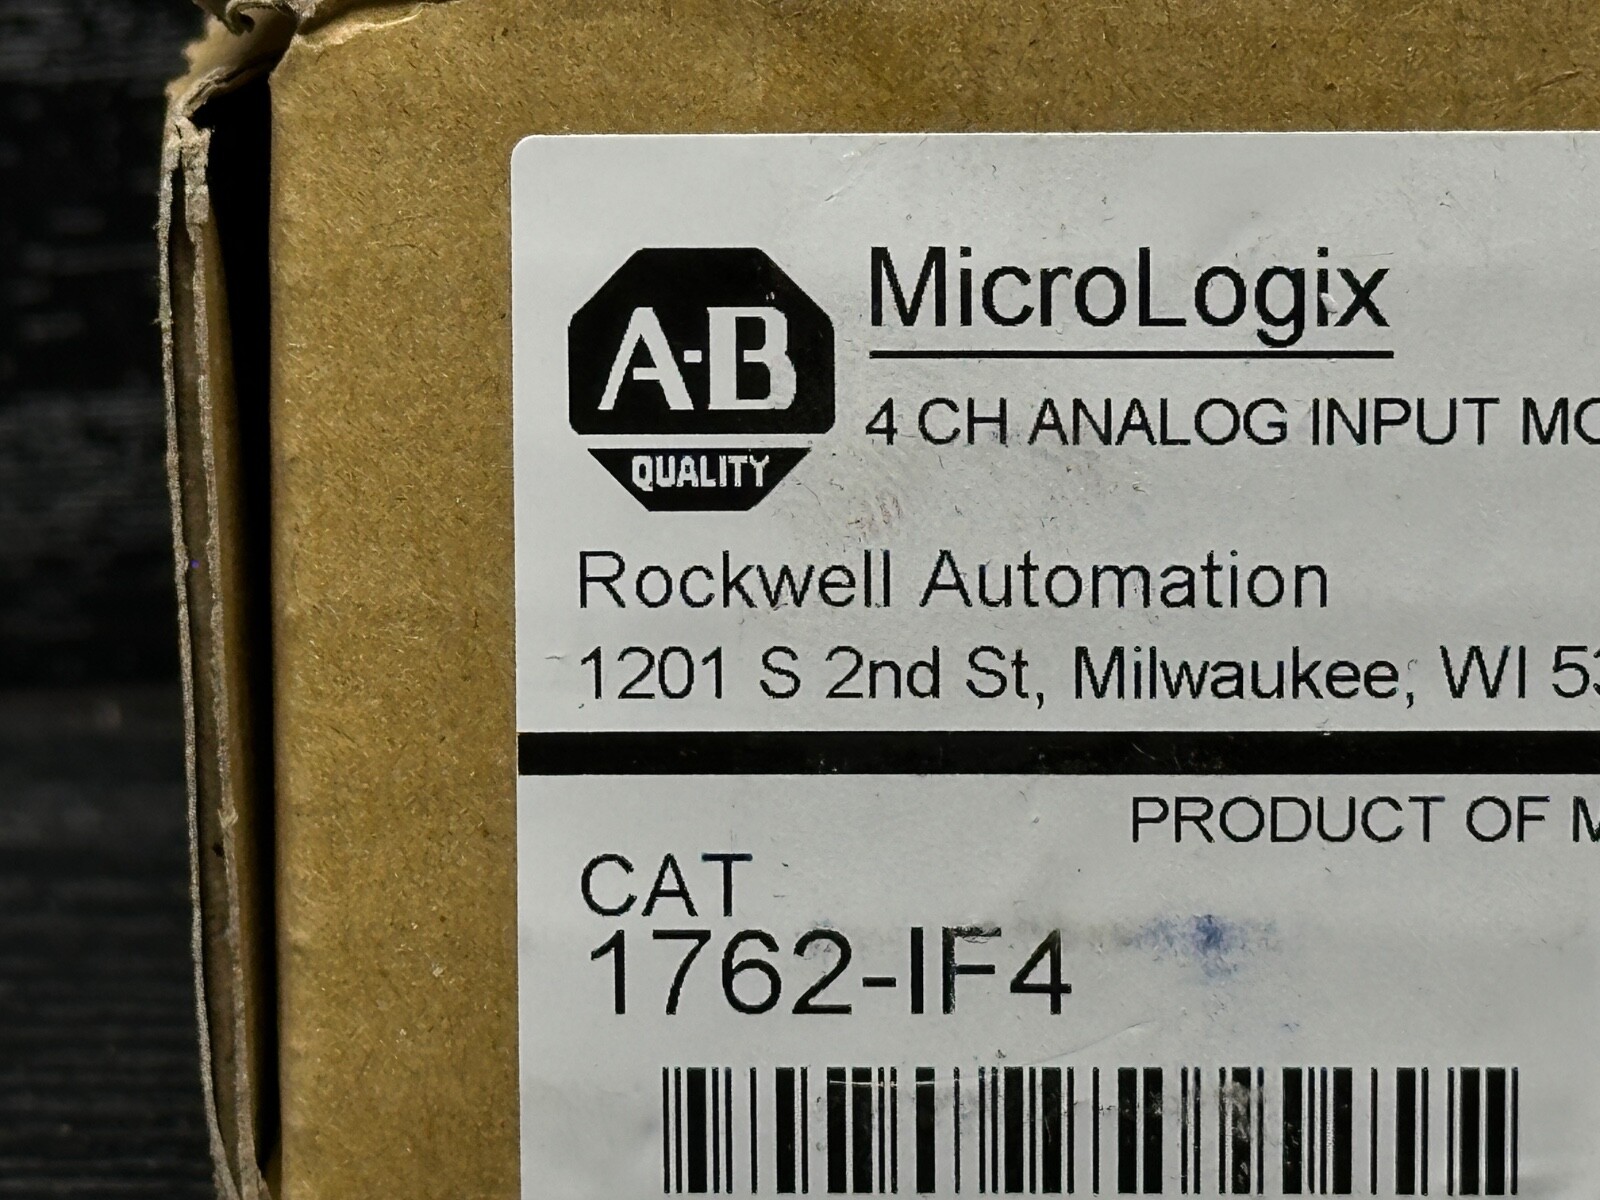 A-B
QUALITY
MicroLogix
4 CH ANALOG INPUT
Rockwell Automation
1201 S 2nd St, Milwaukee, WI
PRODUCT OF
CAT
1762-IF4